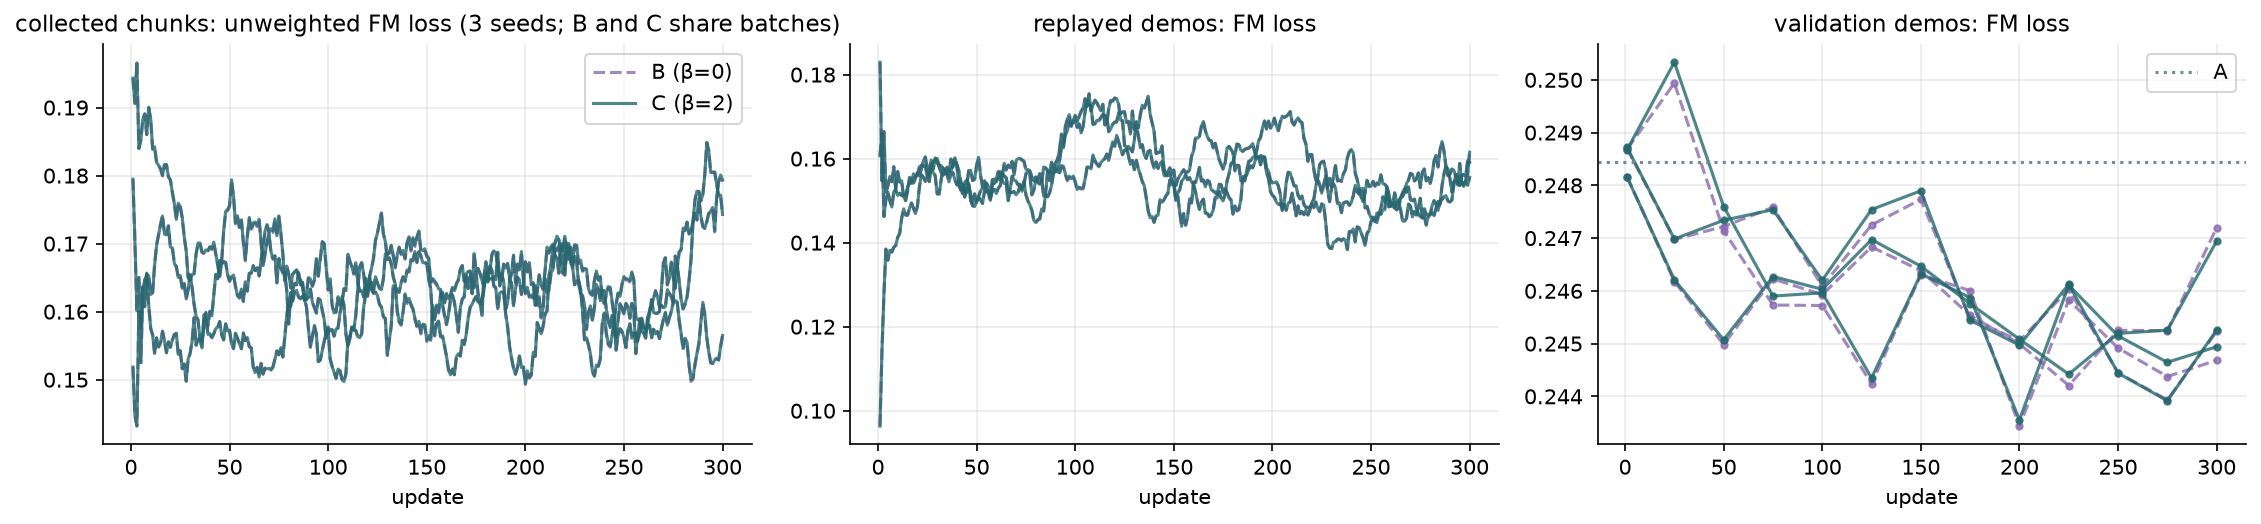 collected chunks: unweighted FM loss (3 seeds; B and C share batches)
B (β=0)
C (β=2)
0.19
0.18
0.17
0.16
0.15
0 50 100 150 200 250 300
update
replayed demos: FM loss
0.18
0.16
0.14
0.12
0.10
0 50 100 150 200 250 300
update
validation demos: FM loss
A
0.250
0.249
0.248
0.247
0.246
0.245
0.244
0 50 100 150 200 250 300
update